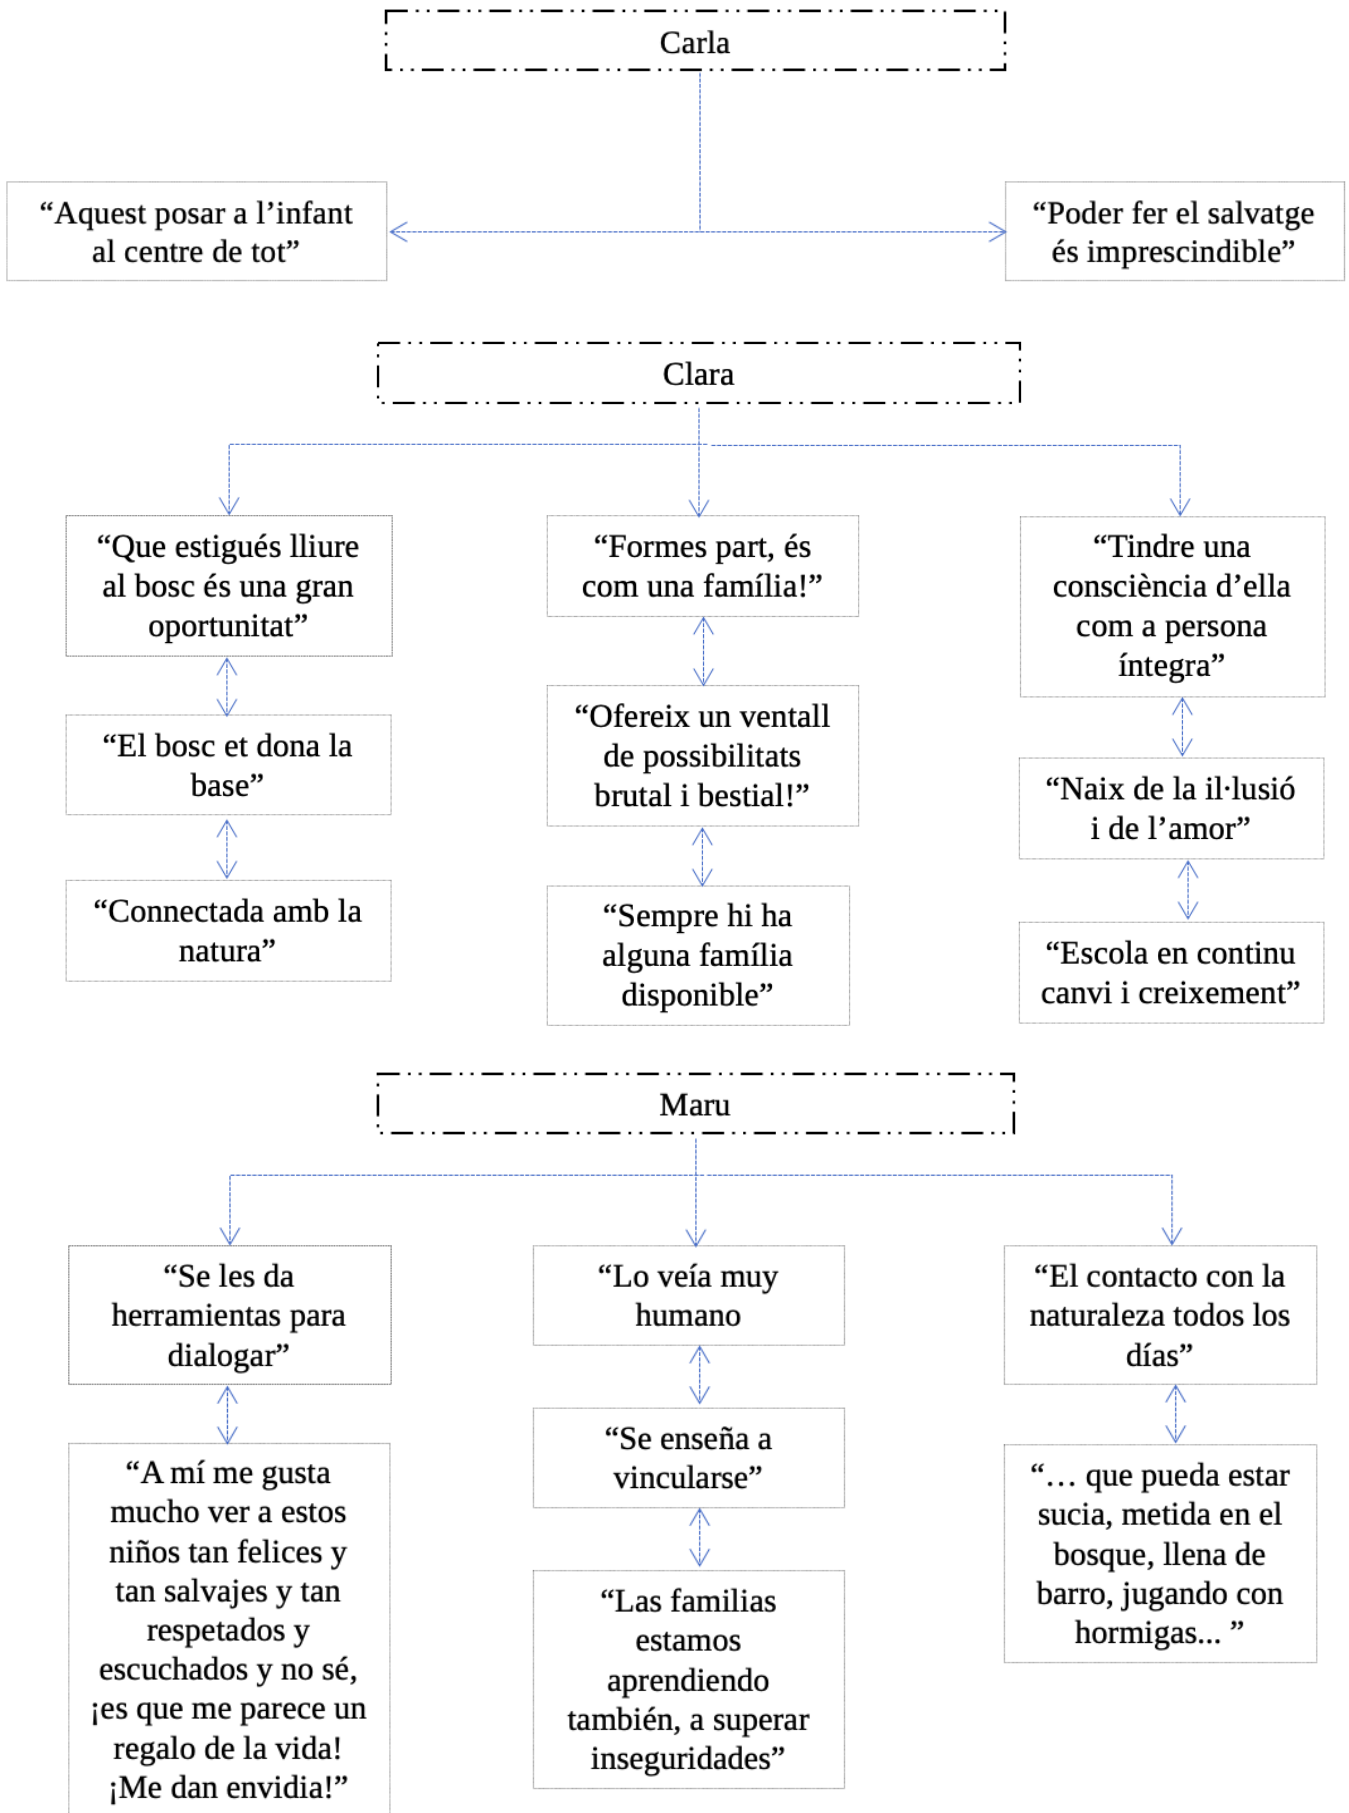 Carla
“Aquest posar a l’infant
al centre de tot”
“Poder fer el salvatge
és imprescindible”
Clara
“Que estigués lliure
al bosc és una gran
oportunitat”
“El bosc et dona la
base”
“Connectada amb la
natura”
“Formes part, és
com una família!”
“Ofereix un ventall
de possibilitats
brutal i bestial!”
“Sempre hi ha
alguna família
disponible”
“Tindre una
consciència d’ella
com a persona
íntegra”
“Naix de la il·lusió
i de l’amor”
“Escola en continu
canvi i creixement”
Maru
“Se les da
herramientas para
dialogar”
“A mí me gusta
mucho ver a estos
niños tan felices y
tan salvajes y tan
respetados y
escuchados y no sé,
¡es que me parece un
regalo de la vida!
¡Me dan envidia!”
“Lo veía muy
humano
“Se enseña a
vincularse”
“Las familias
estamos
aprendiendo
también, a superar
inseguridades”
“El contacto con la
naturaleza todos los
días”
“… que pueda estar
sucia, metida en el
bosque, llena de
barro, jugando con
hormigas... ”